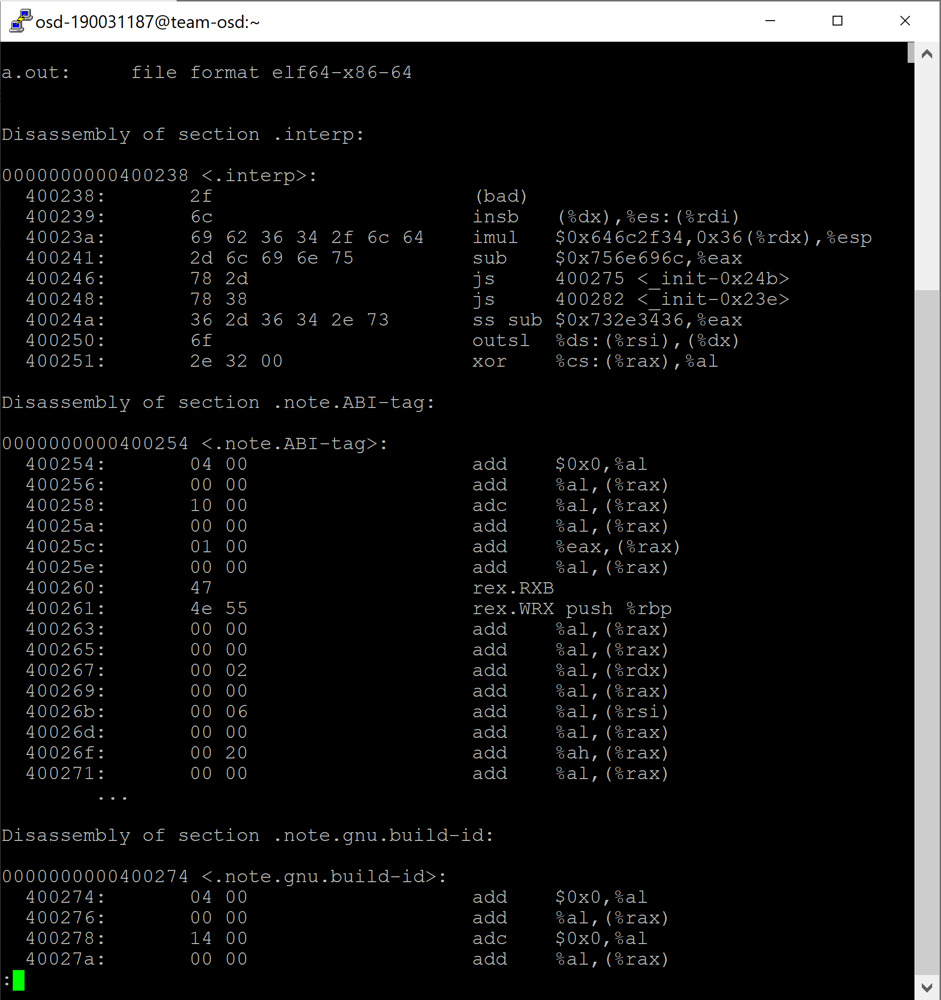 osd-190031187@team-osd:~
a.out:     file format elf64-x86-64
Disassembly of section .interp:
0000000000400238 <.interp>:
  400238:       2f                      (bad)
  400239:       6c                      insb   (%dx),%es:(%rdi)
  40023a:       69 62 36 34 2f 6c 64    imul   $0x646c2f34,0x36(%rdx),%esp
  400241:       2d 6c 69 6e 75          sub    $0x756e696c,%eax
  400246:       78 2d                   js     400275 <_init-0x24b>
  400248:       78 38                   js     400282 <_init-0x23e>
  40024a:       36 2d 36 34 2e 73       ss sub $0x732e3436,%eax
  400250:       6f                      outsl  %ds:(%rsi),(%dx)
  400251:       2e 32 00                xor    %cs:(%rax),%al
Disassembly of section .note.ABI-tag:
0000000000400254 <.note.ABI-tag>:
  400254:       04 00                   add    $0x0,%al
  400256:       00 00                   add    %al,(%rax)
  400258:       10 00                   adc    %al,(%rax)
  40025a:       00 00                   add    %al,(%rax)
  40025c:       01 00                   add    %eax,(%rax)
  40025e:       00 00                   add    %al,(%rax)
  400260:       47                      rex.RXB
  400261:       4e 55                   rex.WRX push %rbp
  400263:       00 00                   add    %al,(%rax)
  400265:       00 00                   add    %al,(%rax)
  400267:       00 02                   add    %al,(%rdx)
  400269:       00 00                   add    %al,(%rax)
  40026b:       00 06                   add    %al,(%rsi)
  40026d:       00 00                   add    %al,(%rax)
  40026f:       00 20                   add    %ah,(%rax)
  400271:       00 00                   add    %al,(%rax)
        ...
Disassembly of section .note.gnu.build-id:
0000000000400274 <.note.gnu.build-id>:
  400274:       04 00                   add    $0x0,%al
  400276:       00 00                   add    %al,(%rax)
  400278:       14 00                   adc    $0x0,%al
  40027a:       00 00                   add    %al,(%rax)
: